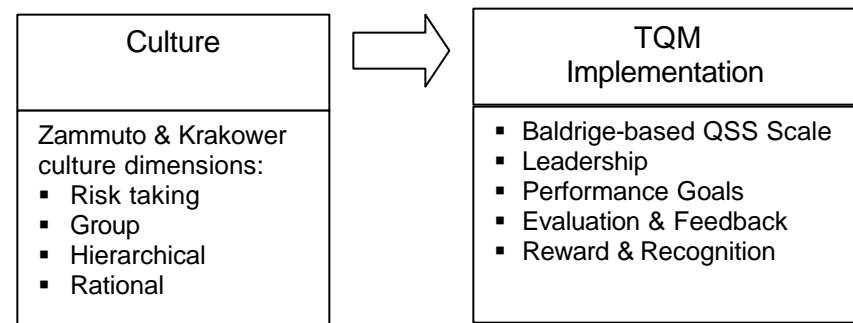 Culture
Zammuto & Krakower
culture dimensions:
▪ Risk taking
▪ Group
▪ Hierarchical
▪ Rational
TQM
Implementation
▪ Baldrige-based QSS Scale
▪ Leadership
▪ Performance Goals
▪ Evaluation & Feedback
▪ Reward & Recognition